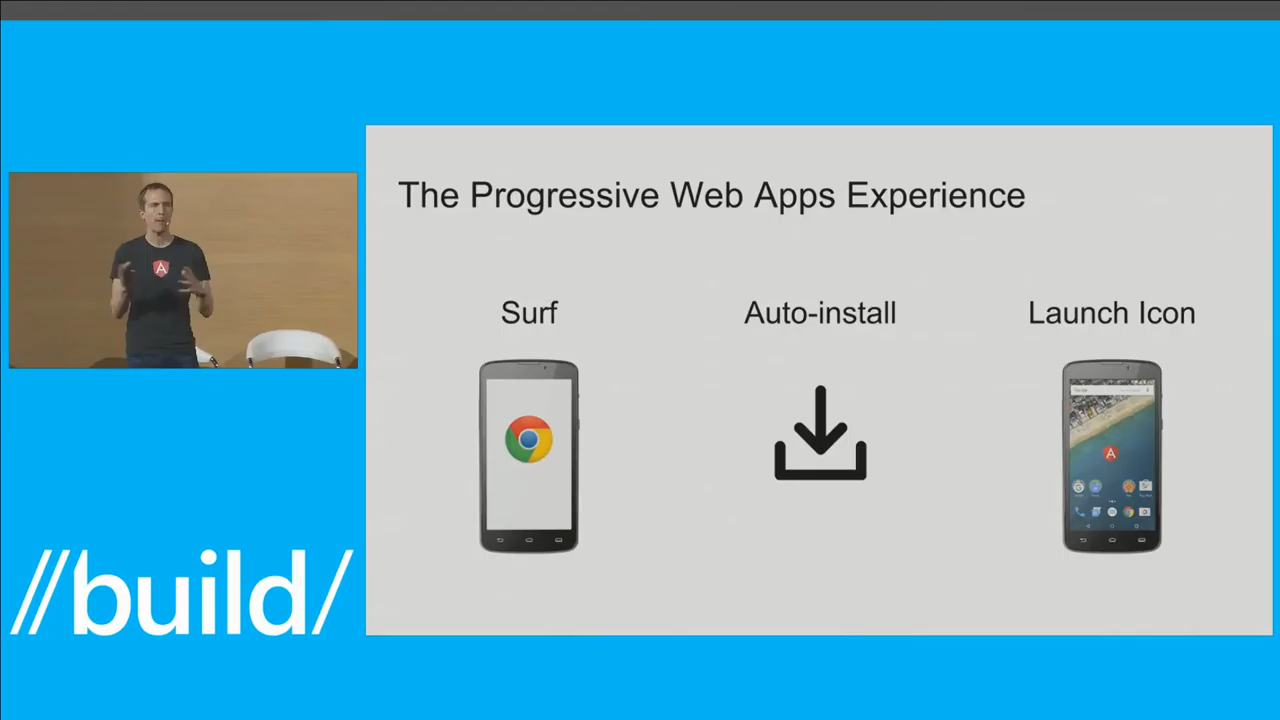 The Progressive Web Apps Experience
Surf
Auto-install
Launch Icon
A
A
//build/